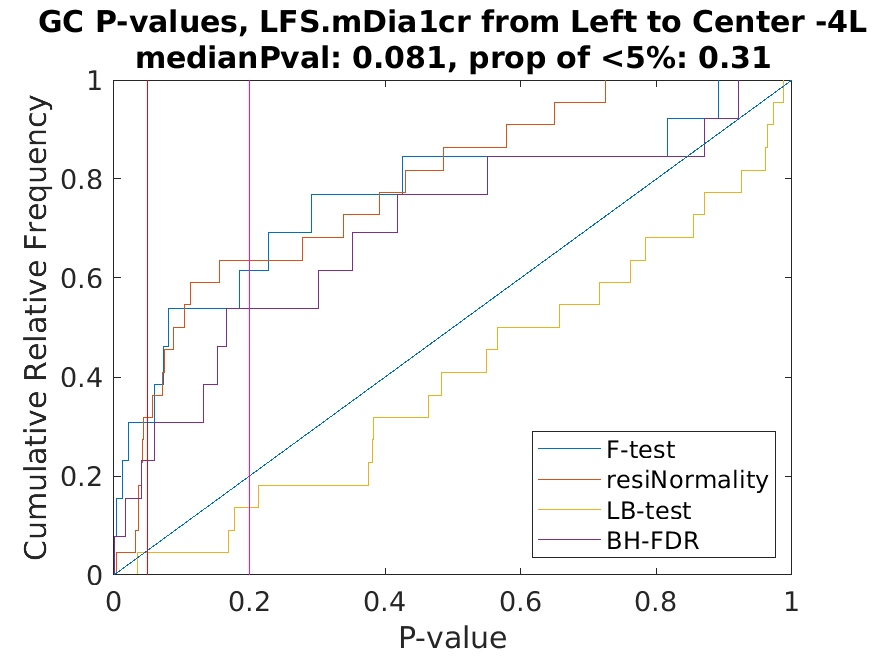 GC P-values, LFS.mDia1cr from Left to Center -4L
medianPval: 0.081, prop of <5%: 0.31
Cumulative Relative Frequency
1
0.8
0.6
0.4
0.2
0
F-test
resiNormality
LB-test
BH-FDR
0 0.2 0.4 0.6 0.8 1
P-value